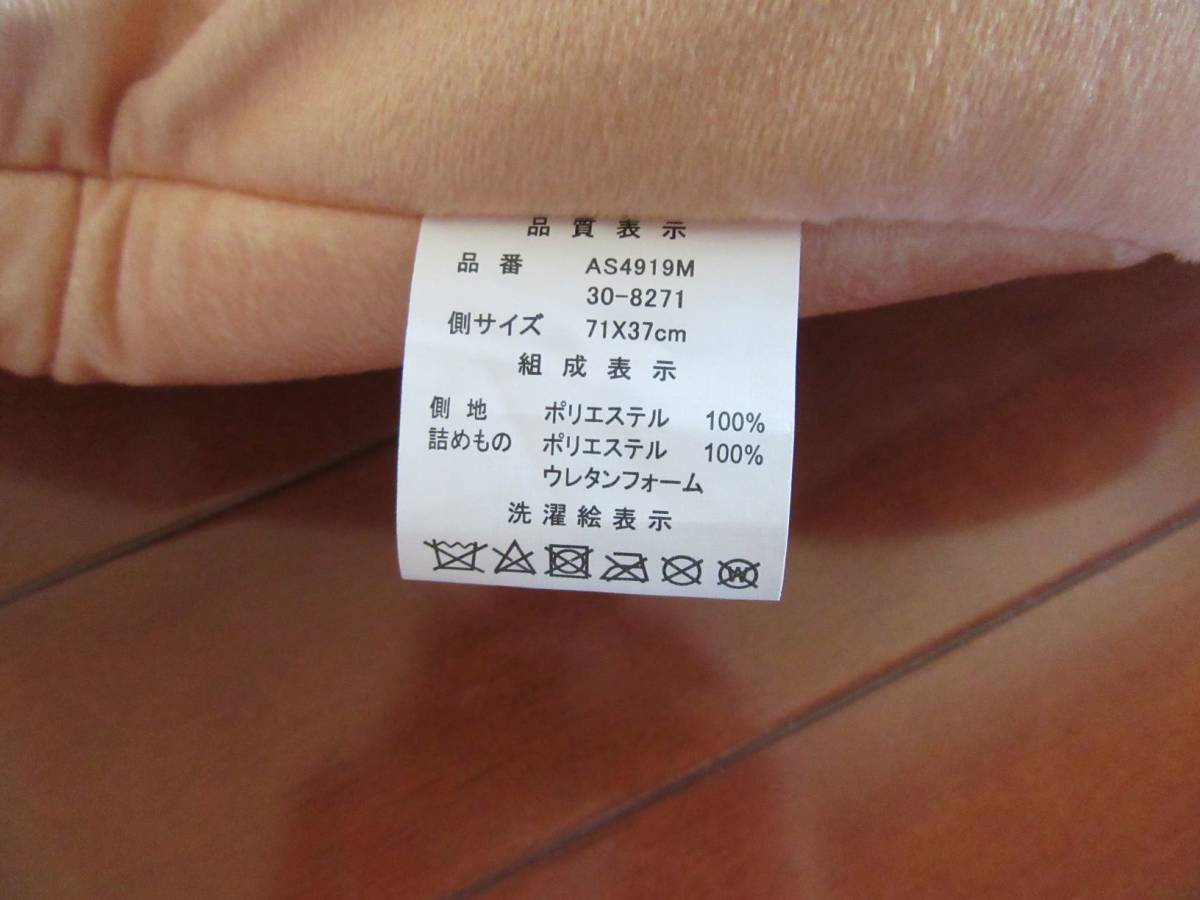 品質表示
品番 AS4919M
30-8271
側サイズ 71X37cm
組成表示
側地 ポリエステル 100%
詰めもの ポリエステル 100%
ウレタンフォーム
洗濯絵表示
W